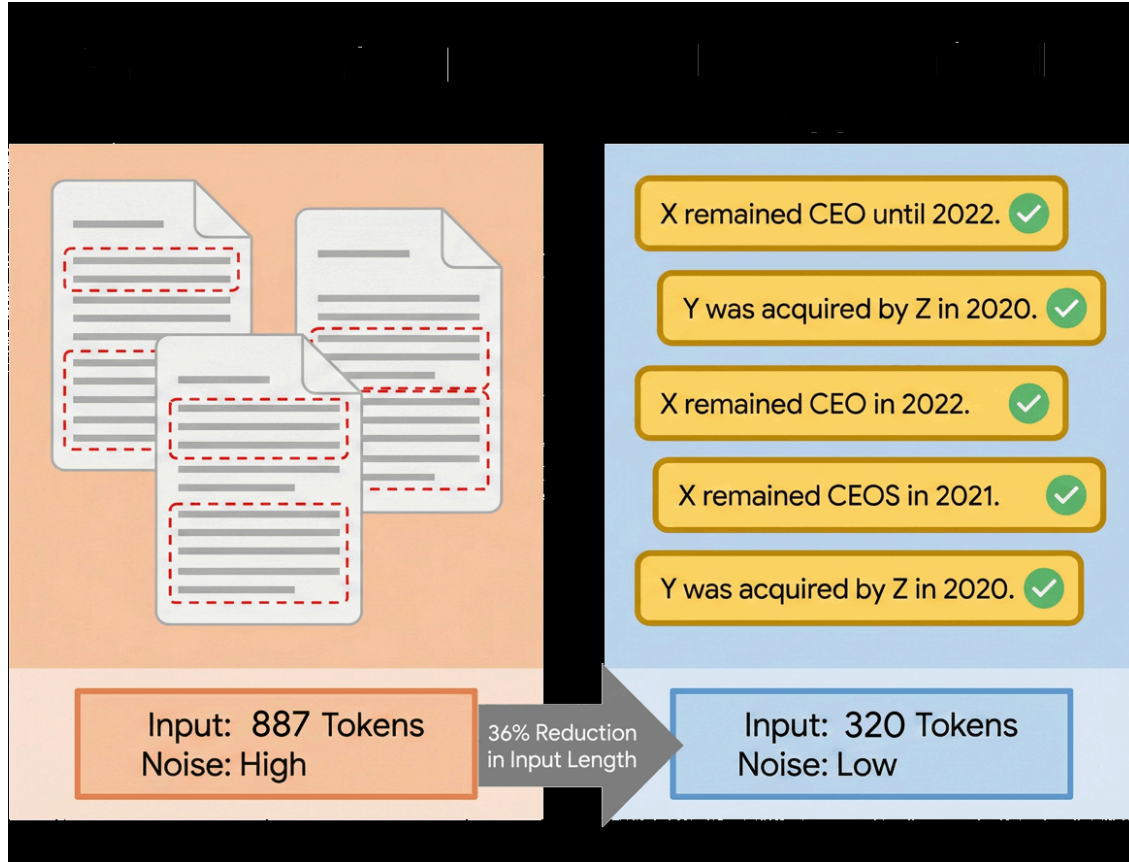 X remained CEO until 2022.
Y was acquired by Z in 2020.
X remained CEO in 2022.
X remained CEOS in 2021.
Y was acquired by Z in 2020.
Input: 887 Tokens
Noise: High
36% Reduction
in Input Length
Input: 320 Tokens
Noise: Low